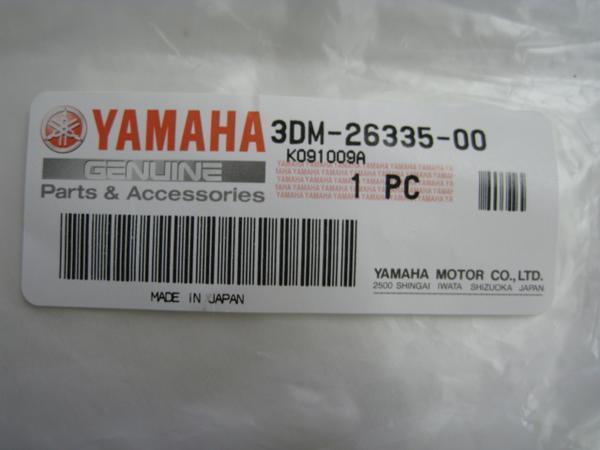 YAMAHA 3DM-26335-00
GENUINE K091009A
Parts & Accessories 1 PC
YAMAHA MOTOR CO., LTD.
2500 SHINGAI IWATA SHIZUOKA JAPAN
MADE IN JAPAN